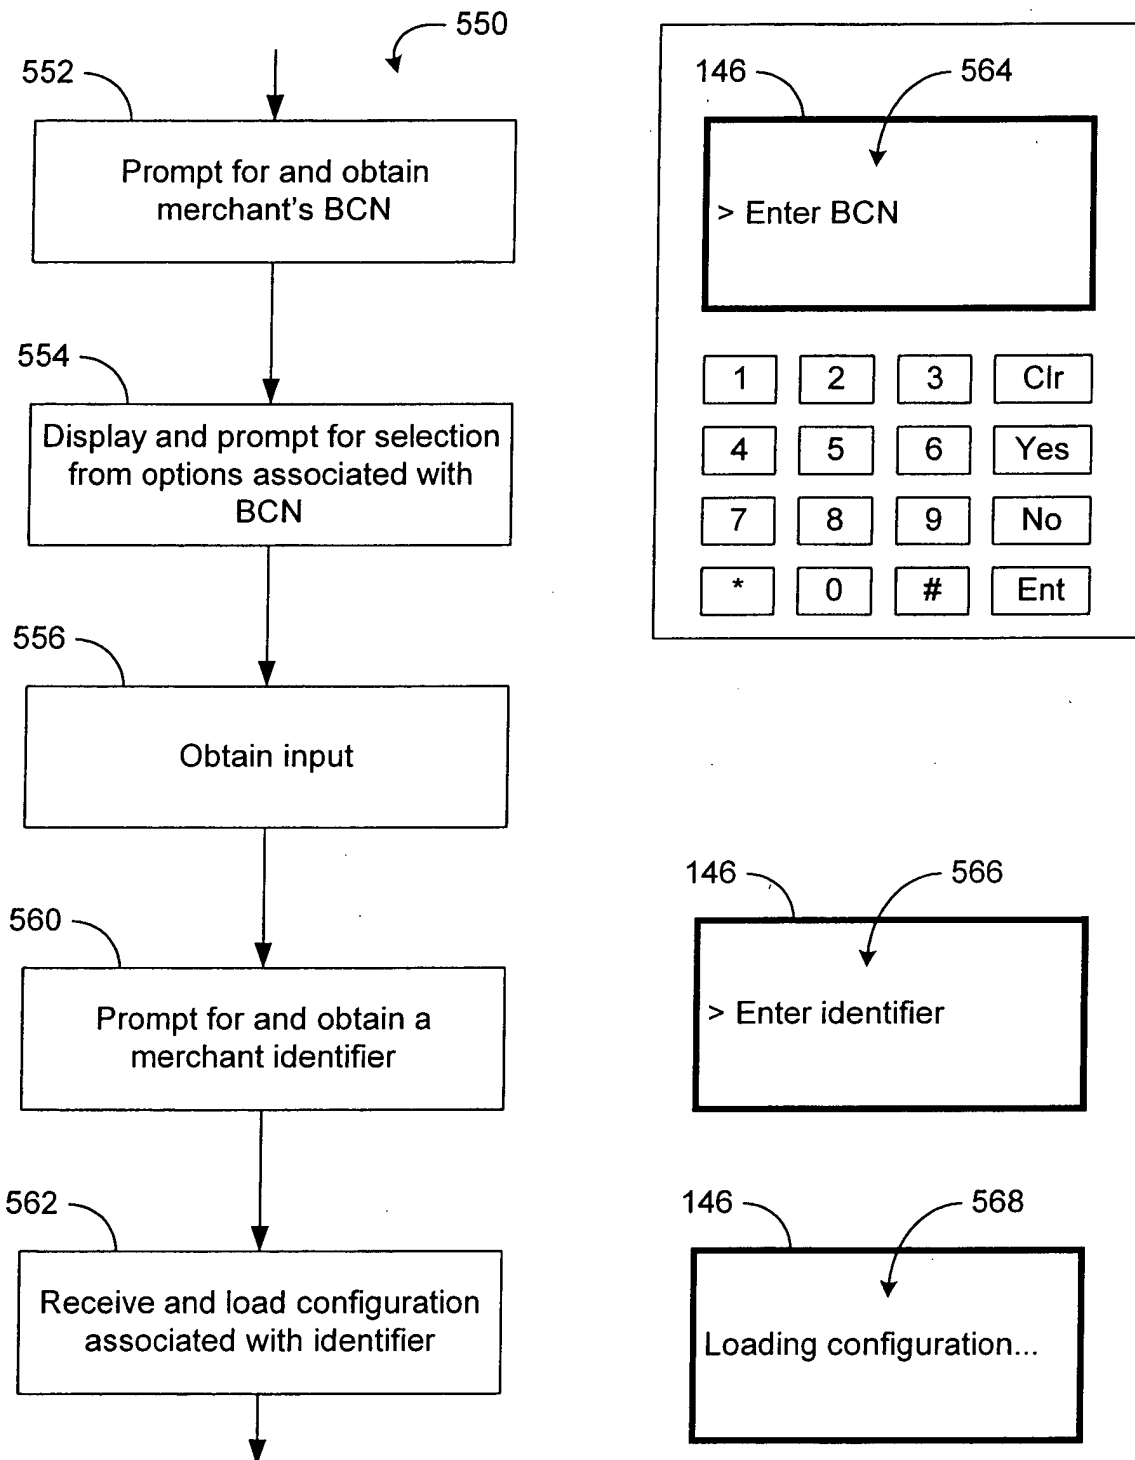 550
552
Prompt for and obtain
merchant's BCN
554
Display and prompt for selection
from options associated with
BCN
556
Obtain input
560
Prompt for and obtain a
merchant identifier
562
Receive and load configuration
associated with identifier
146
564
> Enter BCN
1 2 3 Clr
4 5 6 Yes
7 8 9 No
* 0 # Ent
146
566
> Enter identifier
146
568
Loading configuration...